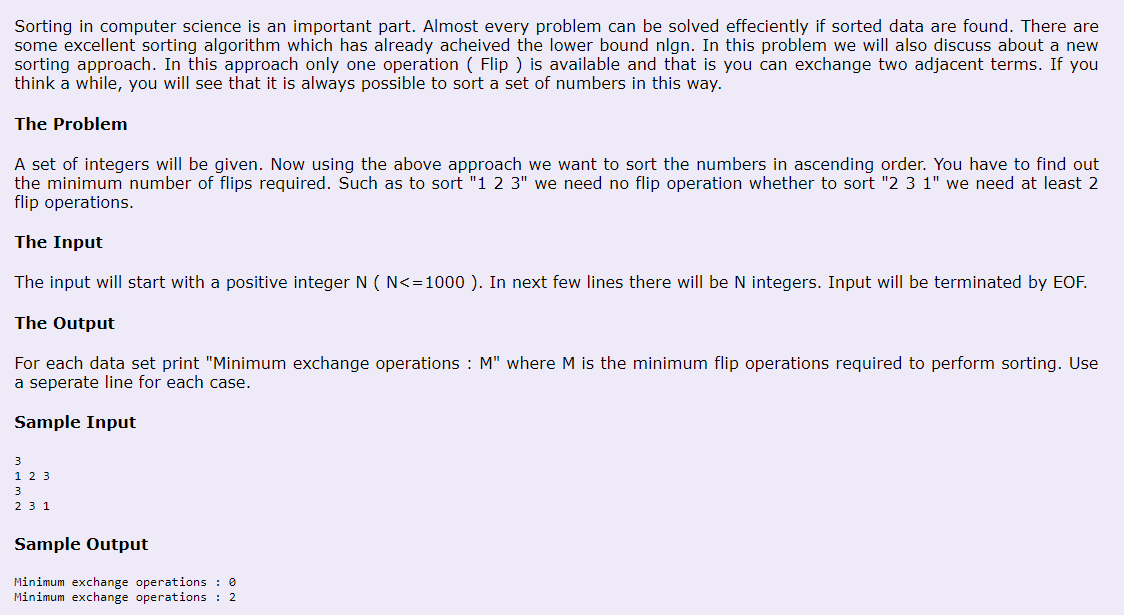 Sorting in computer science is an important part. Almost every problem can be solved effeciently if sorted data are found. There are
some excellent sorting algorithm which has already acheived the lower bound nlgn. In this problem we will also discuss about a new
sorting approach. In this approach only one operation ( Flip ) is available and that is you can exchange two adjacent terms. If you
think a while, you will see that it is always possible to sort a set of numbers in this way.
The Problem
A set of integers will be given. Now using the above approach we want to sort the numbers in ascending order. You have to find out
the minimum number of flips required. Such as to sort "1 2 3" we need no flip operation whether to sort "2 3 1" we need at least 2
flip operations.
The Input
The input will start with a positive integer N ( N<=1000 ). In next few lines there will be N integers. Input will be terminated by EOF.
The Output
For each data set print "Minimum exchange operations : M" where M is the minimum flip operations required to perform sorting. Use
a seperate line for each case.
Sample Input
3
1 2 3
3
2 3 1
Sample Output
Minimum exchange operations : 0
Minimum exchange operations : 2